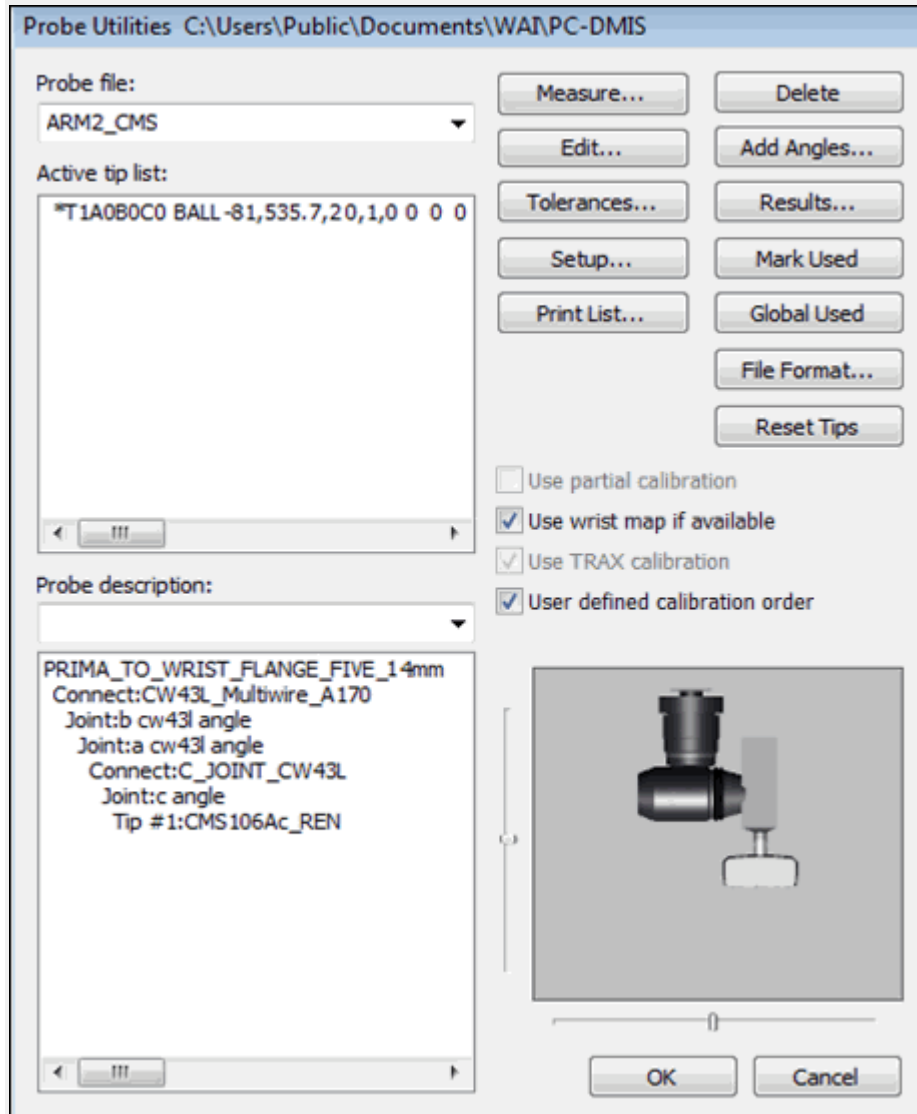 Probe Utilities C:\Users\Public\Documents\WAI\PC-DMIS
Probe file:
ARM2_CMS
Active tip list:
*T1A0B0C0 BALL -81,535.7,20,1,0 0 0 0
Measure...
Delete
Edit...
Add Angles...
Tolerances...
Results...
Setup...
Mark Used
Print List...
Global Used
File Format...
Reset Tips
Use partial calibration
Use wrist map if available
Use TRAX calibration
User defined calibration order
Probe description:
PRIMA_TO_WRIST_FLANGE_FIVE_14mm
Connect:CW43L_Multiwire_A170
Joint:b cw43l angle
Joint:a cw43l angle
Connect:C_JOINT_CW43L
Joint:c angle
Tip #1:CMS106Ac_REN
OK
Cancel